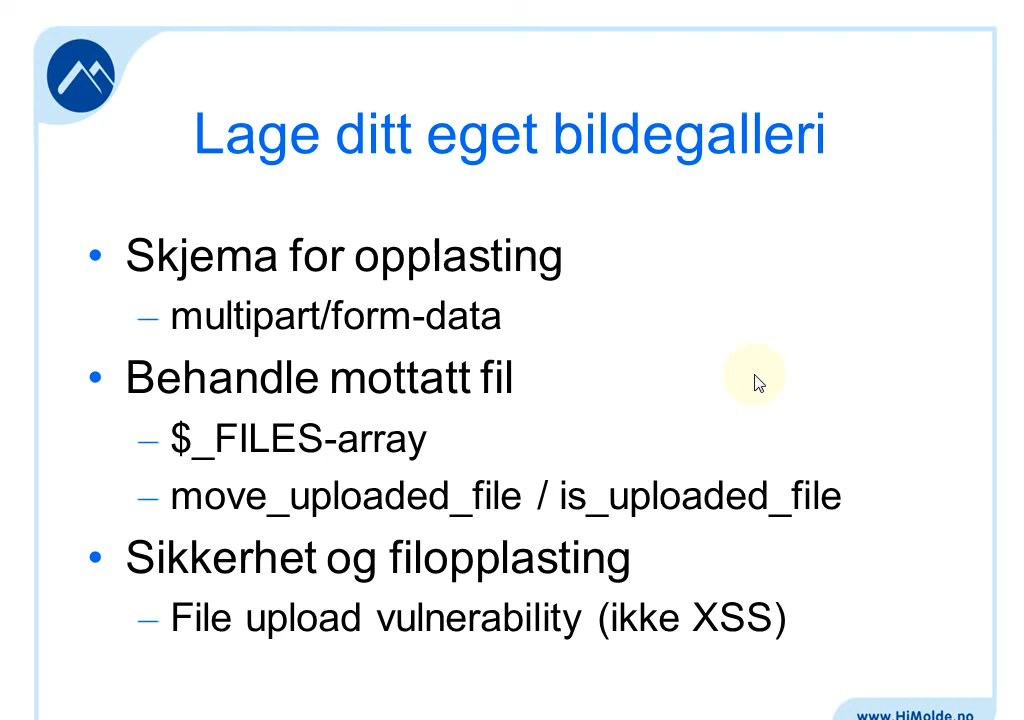 Lage ditt eget bildegalleri
• Skjema for opplasting
– multipart/form-data
• Behandle mottatt fil
– $_FILES-array
– move_uploaded_file / is_uploaded_file
• Sikkerhet og filopplasting
– File upload vulnerability (ikke XSS)
www.HiMolde.no